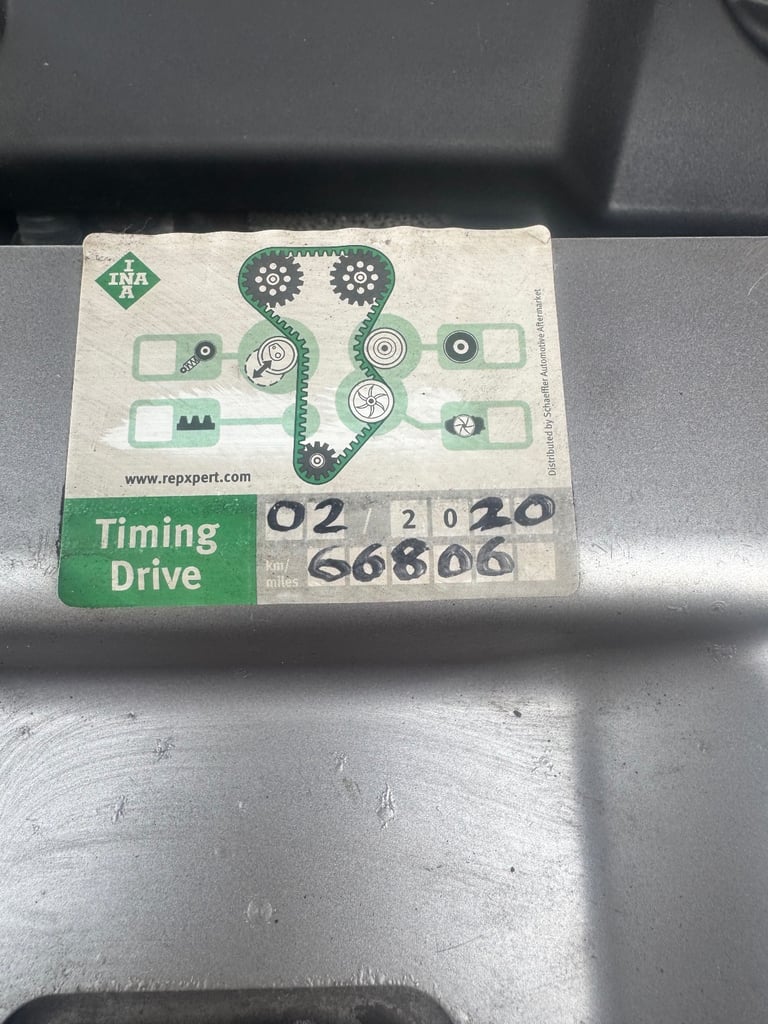 I
INA
A
Distributed by Schaeffler Automotive Aftermarket
www.repxpert.com
Timing
Drive
02 / 2020
km/
miles
66806